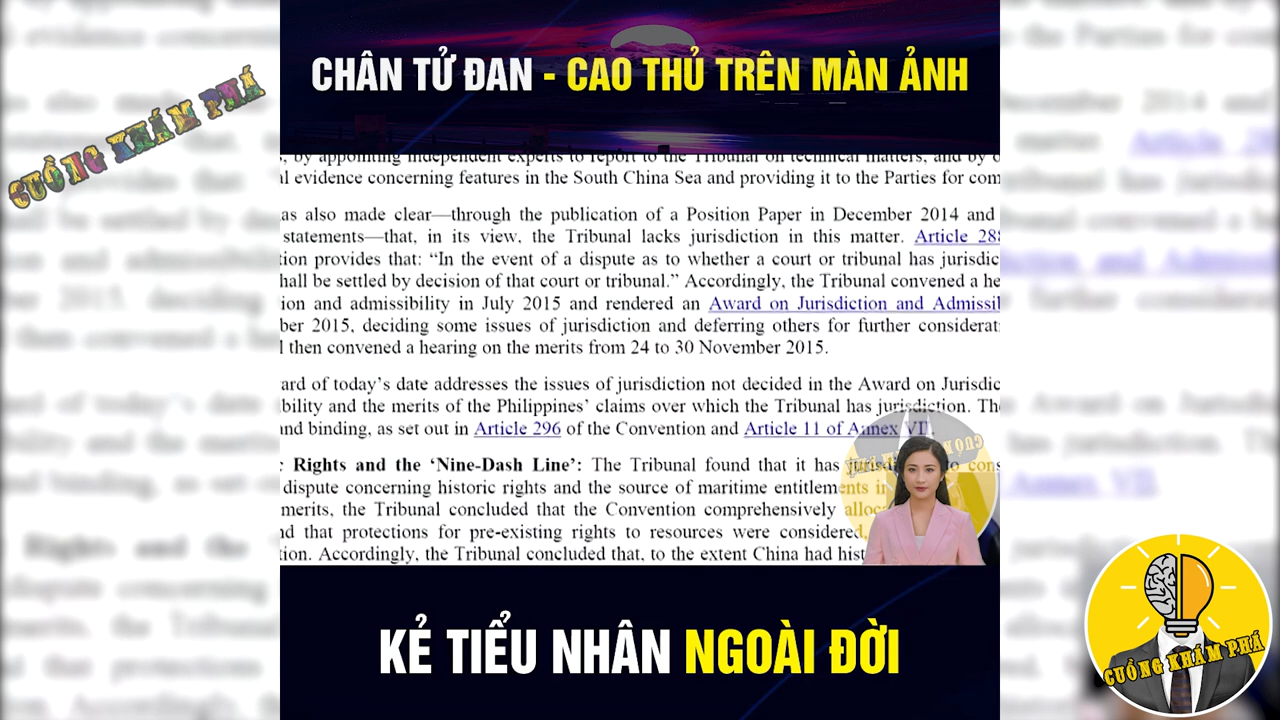 CHÂN TỬ ĐAN - CAO THỦ TRÊN MÀN ẢNH
CUỒNG KHÁM PHÁ
, by appointing independent experts to report to the Tribunal on technical matters, and by
l evidence concerning features in the South China Sea and providing it to the Parties for com
as also made clear—through the publication of a Position Paper in December 2014 and
statements—that, in its view, the Tribunal lacks jurisdiction in this matter. Article 288
tion provides that: “In the event of a dispute as to whether a court or tribunal has jurisdic
hall be settled by decision of that court or tribunal.” Accordingly, the Tribunal convened a he
ion and admissibility in July 2015 and rendered an Award on Jurisdiction and Admissil
ber 2015, deciding some issues of jurisdiction and deferring others for further considerat
l then convened a hearing on the merits from 24 to 30 November 2015.
ard of today’s date addresses the issues of jurisdiction not decided in the Award on Jurisdic
bility and the merits of the Philippines’ claims over which the Tribunal has jurisdiction. The
nd binding, as set out in Article 296 of the Convention and Article 11 of Annex VII.
: Rights and the ‘Nine-Dash Line’: The Tribunal found that it has to cons
dispute concerning historic rights and the source of maritime entitlements in
merits, the Tribunal concluded that the Convention comprehensively alloc
nd that protections for pre-existing rights to resources were considered,
tion. Accordingly, the Tribunal concluded that, to the extent China had hist
KẺ TIỂU NHÂN NGOÀI ĐỜI
CUỒNG KHÁM PHÁ